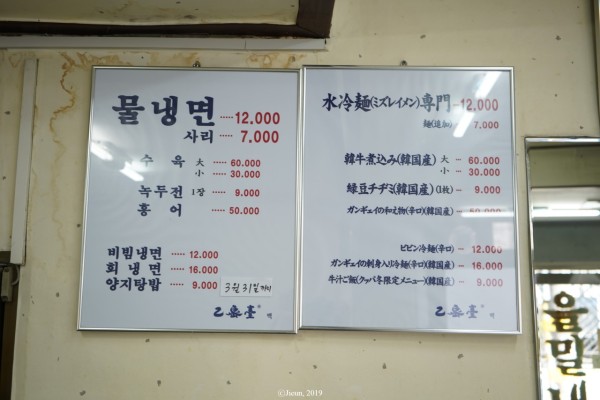 물냉면 ····· 12.000
사리 ····· 7.000
수육 大 ····· 60.000
小 ····· 30.000
녹두전 1장 ····· 9.000
홍어 ····· 50.000
비빔냉면 ····· 12.000
회냉면 ····· 16.000
양지탕밥 ····· 9.000
3월 31일 까지
乙密臺
水冷麺(ミズレイメン)専門 ─ 12.000
麺(追加) ─ 7.000
韓牛煮込み(韓国産) 大 ─ 60.000
小 ─ 30.000
緑豆チヂミ(韓国産)(1枚) ─ 9.000
ガンギェイの和え物(辛口)(韓国産) ─ 50.000
ビビン冷麺(辛口) ─ 12.000
ガンギェイの刺身入り冷麺(辛口)(韓国産) ─ 16.000
牛汁ご飯(クッパ冬限定メニュー)(韓国産) ─ 9.000
乙密臺
을밀
©Jieun, 2019